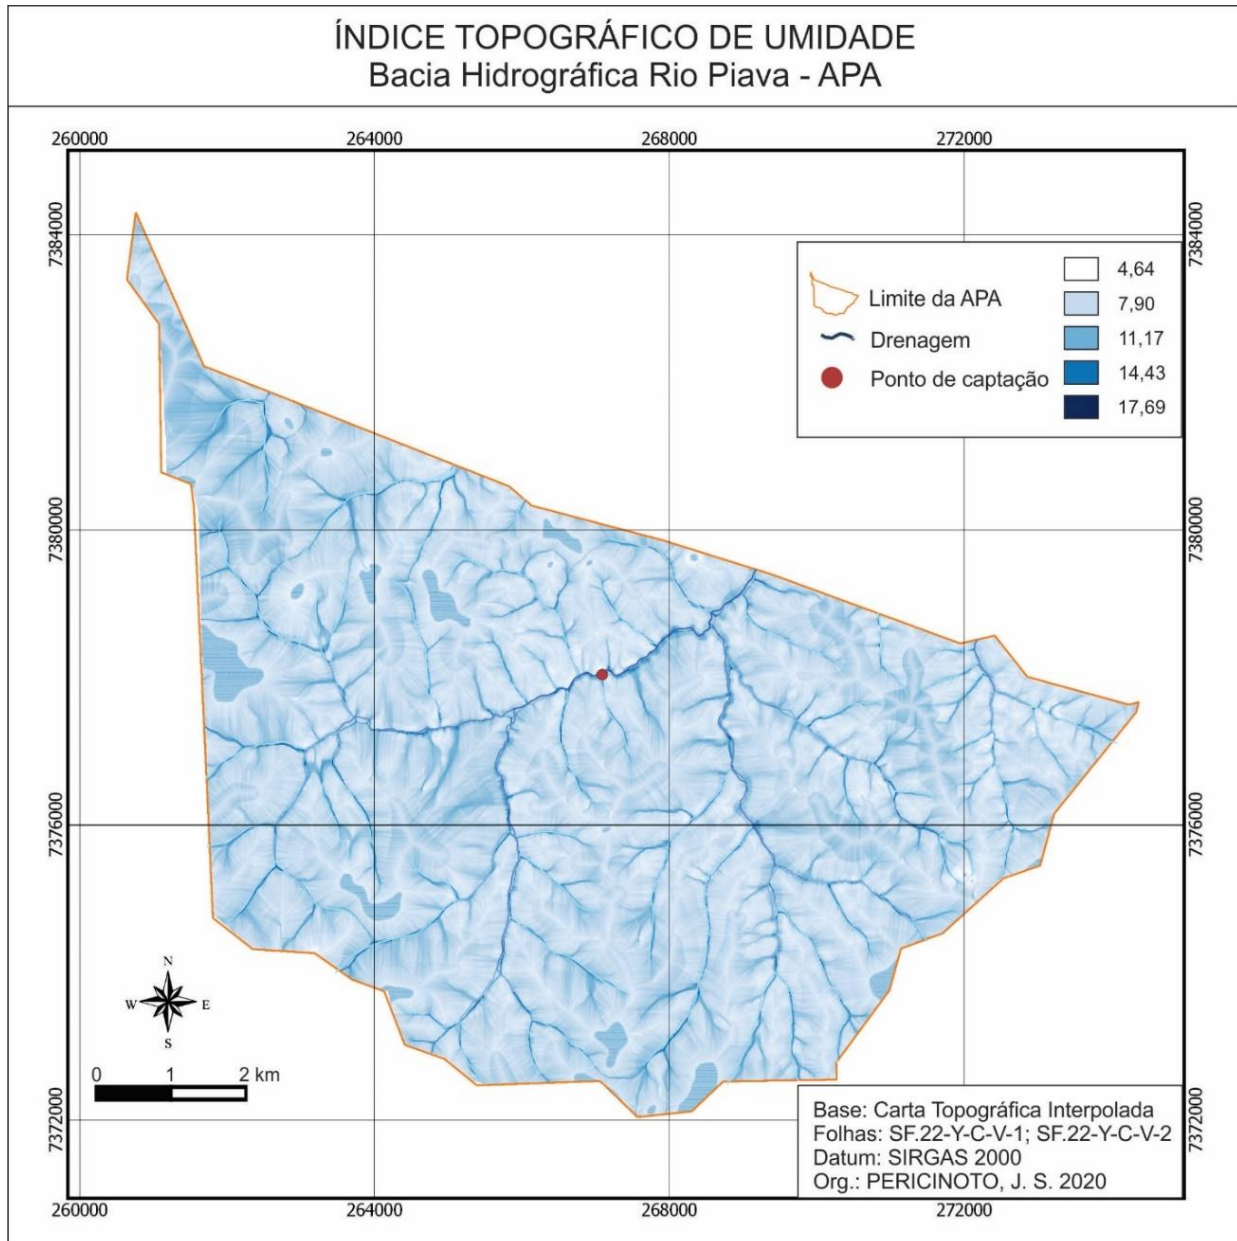 ÍNDICE TOPOGRÁFICO DE UMIDADE
Bacia Hidrográfica Rio Piava - APA
260000
264000
268000
272000
7384000
7384000
Limite da APA
Drenagem
Ponto de captação
4,64
7,90
11,17
14,43
17,69
7380000
7380000
7376000
7376000
N
W
E
S
0 1 2 km
7372000
7372000
Base: Carta Topográfica Interpolada
Folhas: SF.22-Y-C-V-1; SF.22-Y-C-V-2
Datum: SIRGAS 2000
Org.: PERICINOTO, J. S. 2020
260000
264000
268000
272000